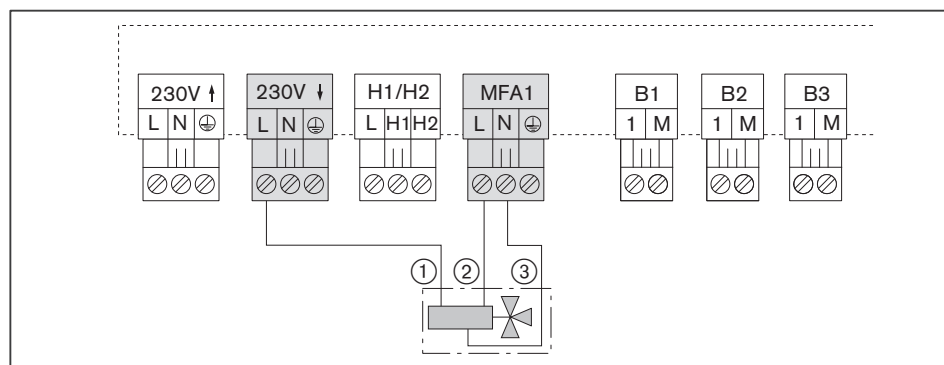 230V ↑ 230V ↓ H1/H2 MFA1 B1 B2 B3
L N ⏚ L N ⏚ L H1 H2 L N ⏚ 1 M 1 M 1 M
① ② ③